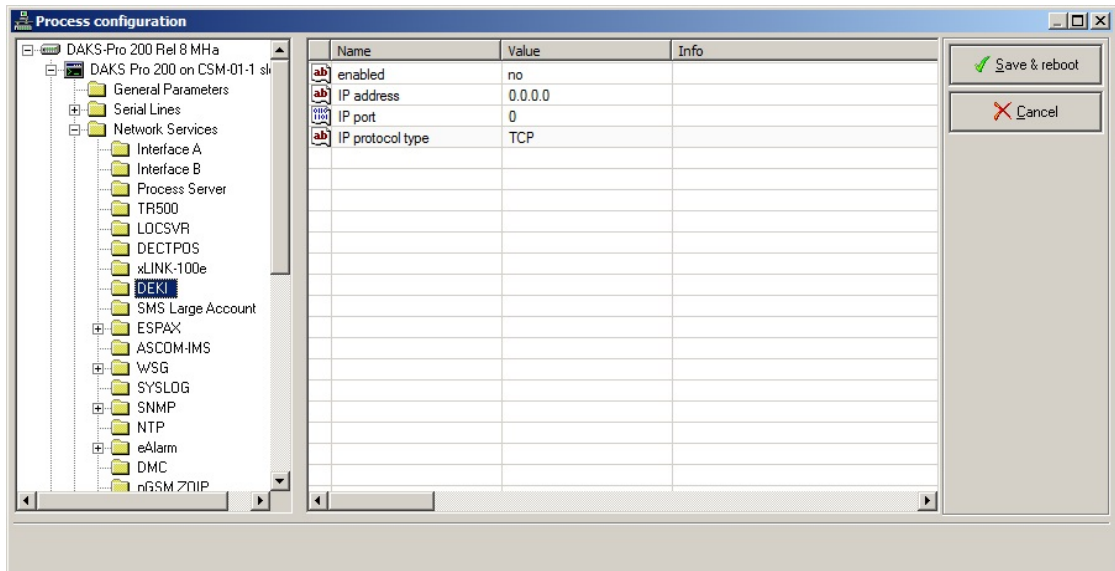 Process configuration
DAKS-Pro 200 Rel 8 MHa
DAKS Pro 200 on CSM-01-1
General Parameters
Serial Lines
Network Services
Interface A
Interface B
Process Server
TR500
LOCSVR
DECTPOS
xLINK-100e
DEKI
SMS Large Account
ESPAX
ASCOM-IMS
WSG
SYSLOG
SNMP
NTP
eAlarm
DMC
Name Value Info
enabled no
IP address 0.0.0.0
IP port 0
IP protocol type TCP
Save & reboot
Cancel